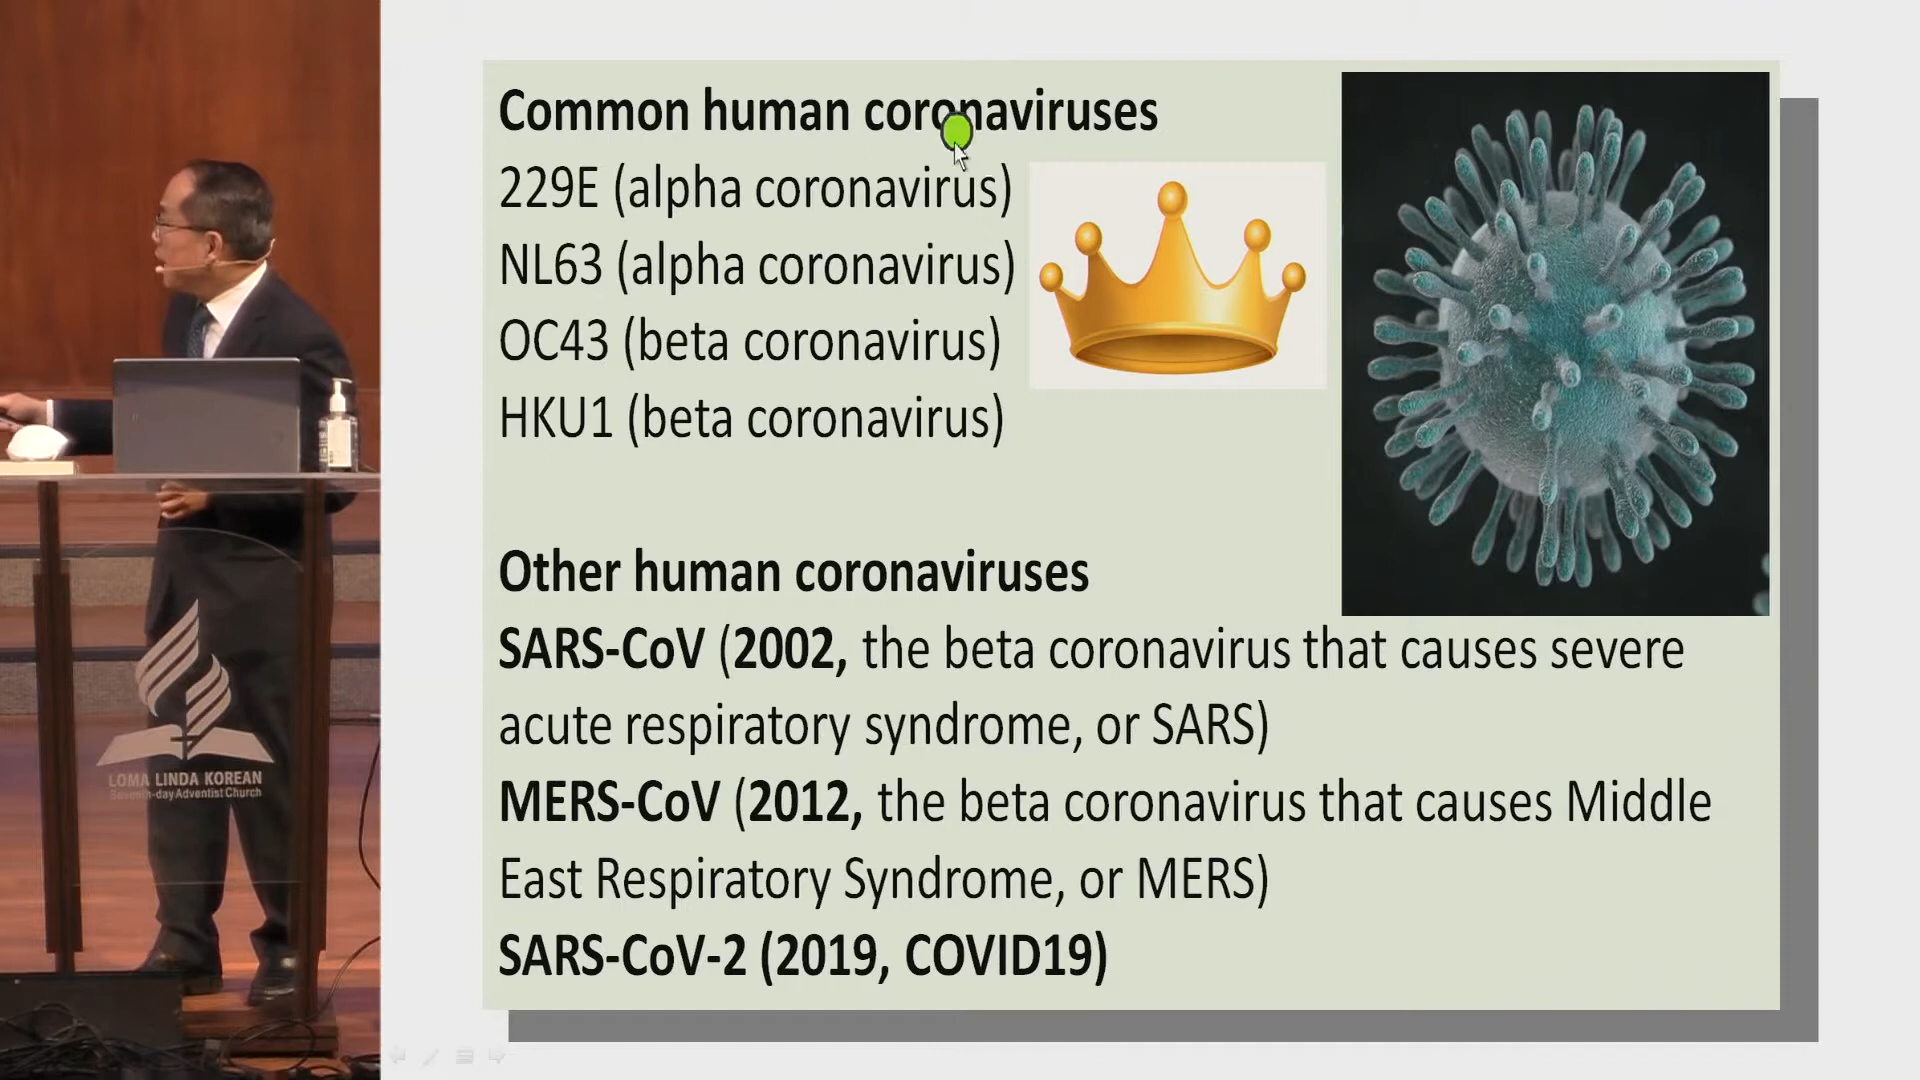 Common human coronaviruses
229E (alpha coronavirus)
NL63 (alpha coronavirus)
OC43 (beta coronavirus)
HKU1 (beta coronavirus)
Other human coronaviruses
SARS-CoV (2002, the beta coronavirus that causes severe
acute respiratory syndrome, or SARS)
MERS-CoV (2012, the beta coronavirus that causes Middle
East Respiratory Syndrome, or MERS)
SARS-CoV-2 (2019, COVID19)
LOMA LINDA KOREAN
Seventh-day Adventist Church